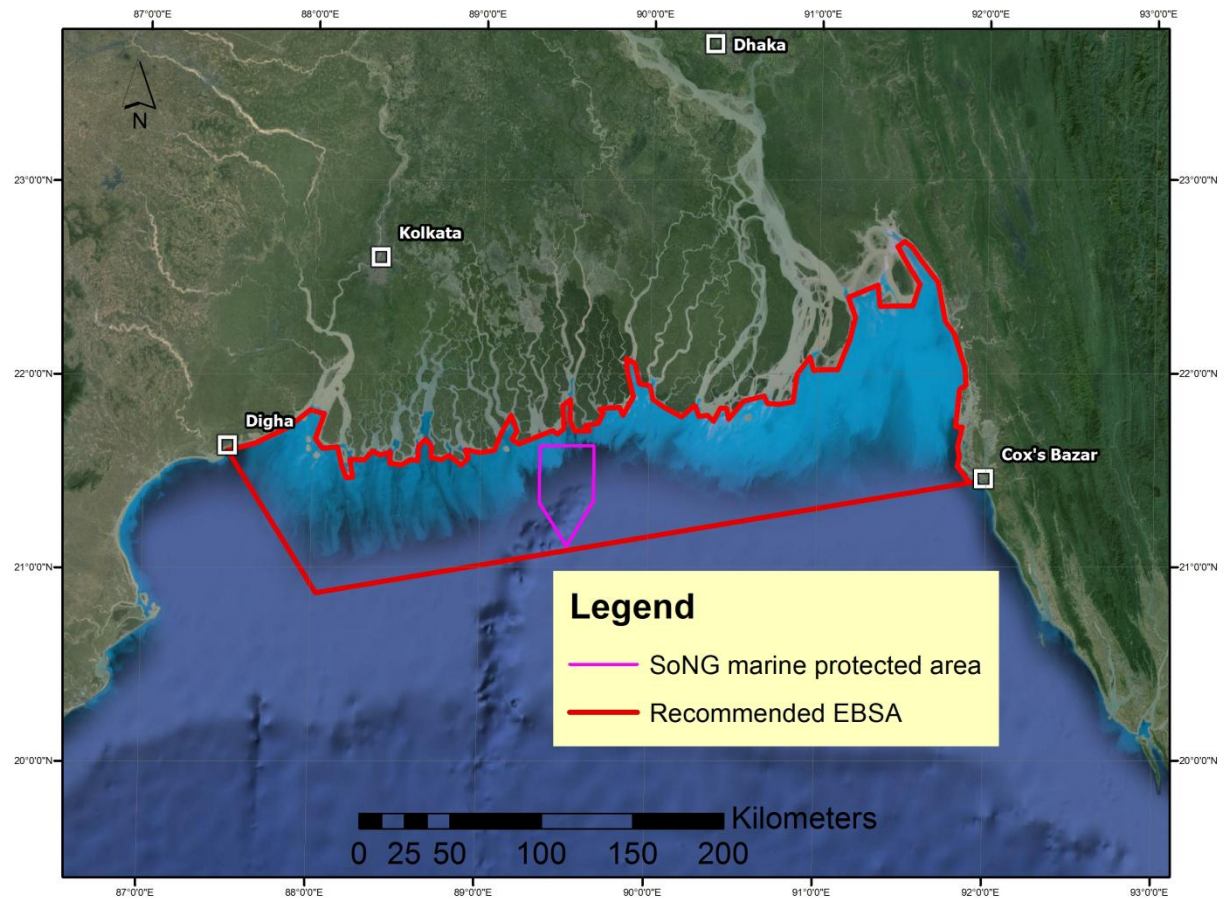 87°0'0"E 88°0'0"E 89°0'0"E 90°0'0"E 91°0'0"E 92°0'0"E 93°0'0"E
Dhaka
N
23°0'0"N 23°0'0"N
Kolkata
22°0'0"N 22°0'0"N
Digha
Cox's Bazar
21°0'0"N 21°0'0"N
Legend
SoNG marine protected area
Recommended EBSA
20°0'0"N 20°0'0"N
Kilometers
0 25 50 100 150 200
87°0'0"E 88°0'0"E 89°0'0"E 90°0'0"E 91°0'0"E 92°0'0"E 93°0'0"E